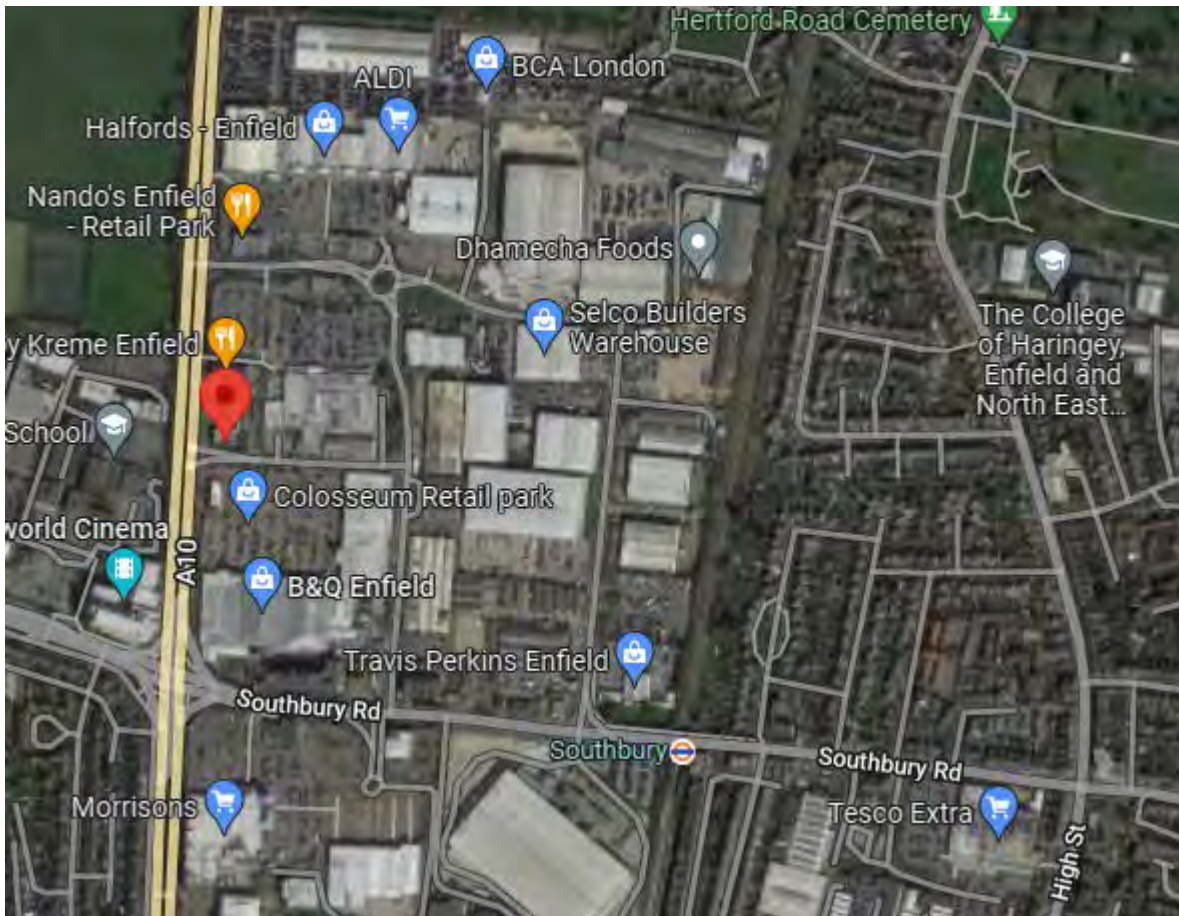 Hertford Road Cemetery
BCA London
ALDI
Halfords - Enfield
Nando's Enfield
- Retail Park
Dhamecha Foods
Selco Builders
Warehouse
The College
of Haringey,
Enfield and
North East...
y Kreme Enfield
School
Colosseum Retail park
world Cinema
A10
B&Q Enfield
Travis Perkins Enfield
Southbury Rd
Southbury
Southbury Rd
Morrisons
Tesco Extra
High St